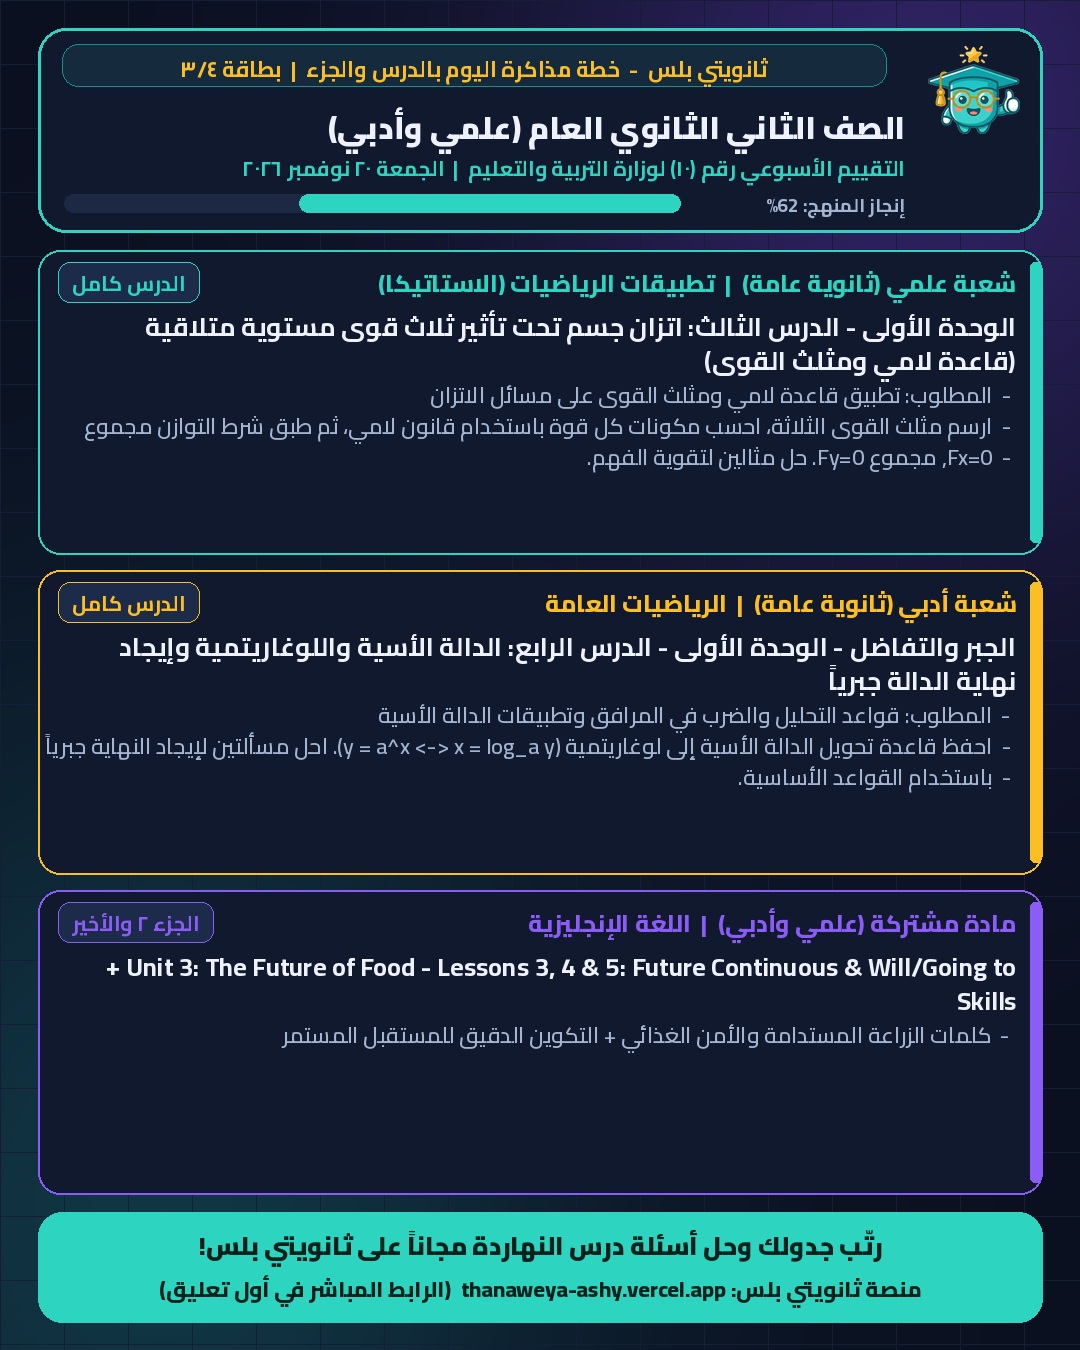 ثانويتي بلس - خطة مذاكرة اليوم بالدرس والجزء | بطاقة ٣/٤
الصف الثاني الثانوي العام (علمي وأدبي)
التقييم الأسبوعي رقم (١٠) لوزارة التربية والتعليم | الجمعة ٢٠ نوفمبر ٢٠٢٦
إنجاز المنهج: 62%
شعبة علمي (ثانوية عامة) | تطبيقات الرياضيات (الاستاتيكا)
الدرس كامل
الوحدة الأولى - الدرس الثالث: اتزان جسم تحت تأثير ثلاث قوى مستوية متلاقية
(قاعدة لامي ومثلث القوى)
- المطلوب: تطبيق قاعدة لامي ومثلث القوى على مسائل الاتزان
- ارسم مثلث القوى الثلاثة، احسب مكونات كل قوة باستخدام قانون لامي، ثم طبق شرط التوازن مجموع
- Fx=0, مجموع Fy=0. حل مثالين لتقوية الفهم.
شعبة أدبي (ثانوية عامة) | الرياضيات العامة
الدرس كامل
الجبر والتفاضل - الوحدة الأولى - الدرس الرابع: الدالة الأسية واللوغاريتمية وإيجاد
نهاية الدالة جبرياً
- المطلوب: قواعد التحليل والضرب في المرافق وتطبيقات الدالة الأسية
- احفظ قاعدة تحويل الدالة الأسية إلى لوغاريتمية (y = a^x <-> x = log_a y). احل مسألتين لإيجاد النهاية جبرياً
- باستخدام القواعد الأساسية.
مادة مشتركة (علمي وأدبي) | اللغة الإنجليزية
الجزء ٢ والأخير
+ Unit 3: The Future of Food - Lessons 3, 4 & 5: Future Continuous & Will/Going to
Skills
- كلمات الزراعة المستدامة والأمن الغذائي + التكوين الدقيق للمستقبل المستمر
رتّب جدولك وحل أسئلة درس النهاردة مجاناً على ثانويتي بلس!
منصة ثانويتي بلس: thanaweya-ashy.vercel.app (الرابط المباشر في أول تعليق)